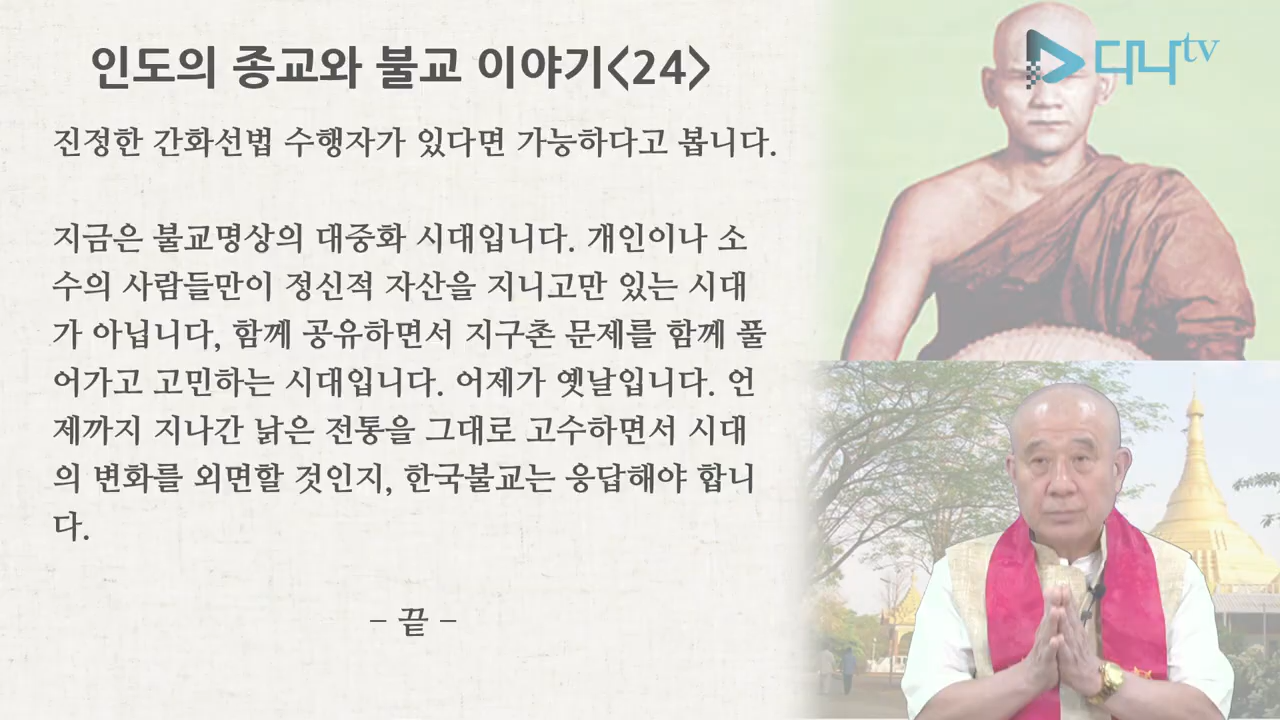 인도의 종교와 불교 이야기<24>
진정한 간화선법 수행자가 있다면 가능하다고 봅니다.
지금은 불교명상의 대중화 시대입니다. 개인이나 소
수의 사람들만이 정신적 자산을 지니고만 있는 시대
가 아닙니다, 함께 공유하면서 지구촌 문제를 함께 풀
어가고 고민하는 시대입니다. 어제가 옛날입니다. 언
제까지 지나간 낡은 전통을 그대로 고수하면서 시대
의 변화를 외면할 것인지, 한국불교는 응답해야 합니
다.
- 끝 -
다나tv